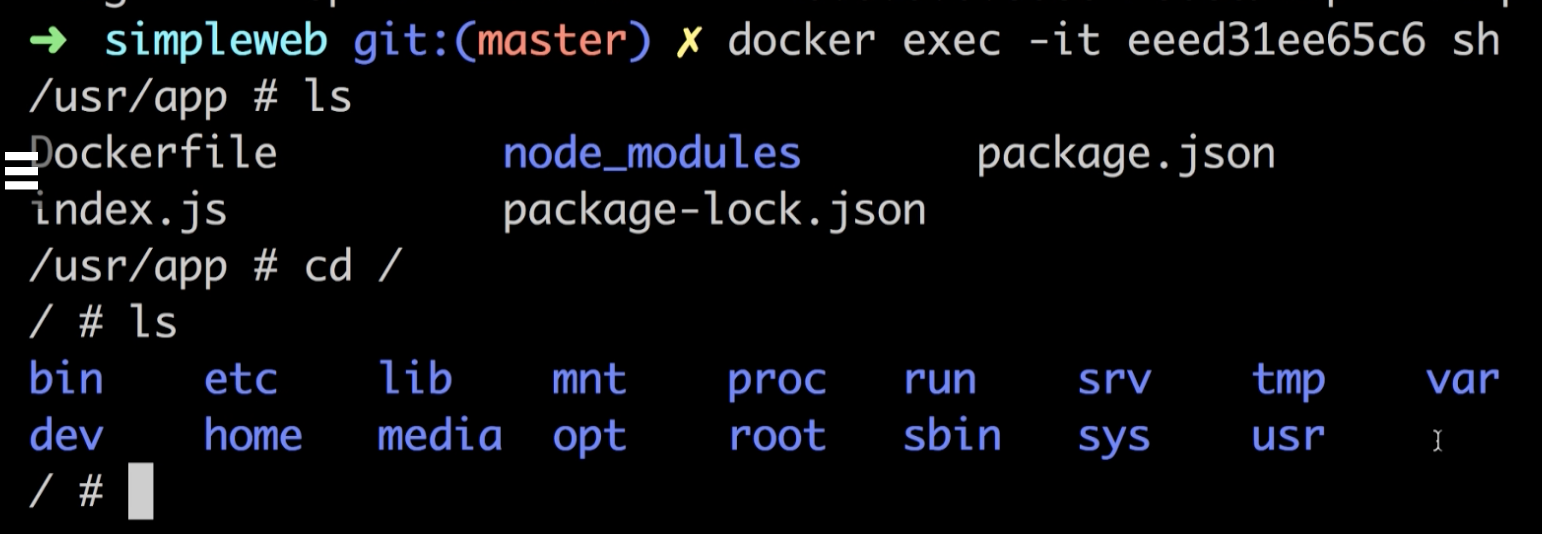 ➜ simpleweb git:(master) ✗ docker exec -it eeed31ee65c6 sh
/usr/app # ls
Dockerfile node_modules package.json
index.js package-lock.json
/usr/app # cd /
/ # ls
bin etc lib mnt proc run srv tmp var
dev home media opt root sbin sys usr
/ #